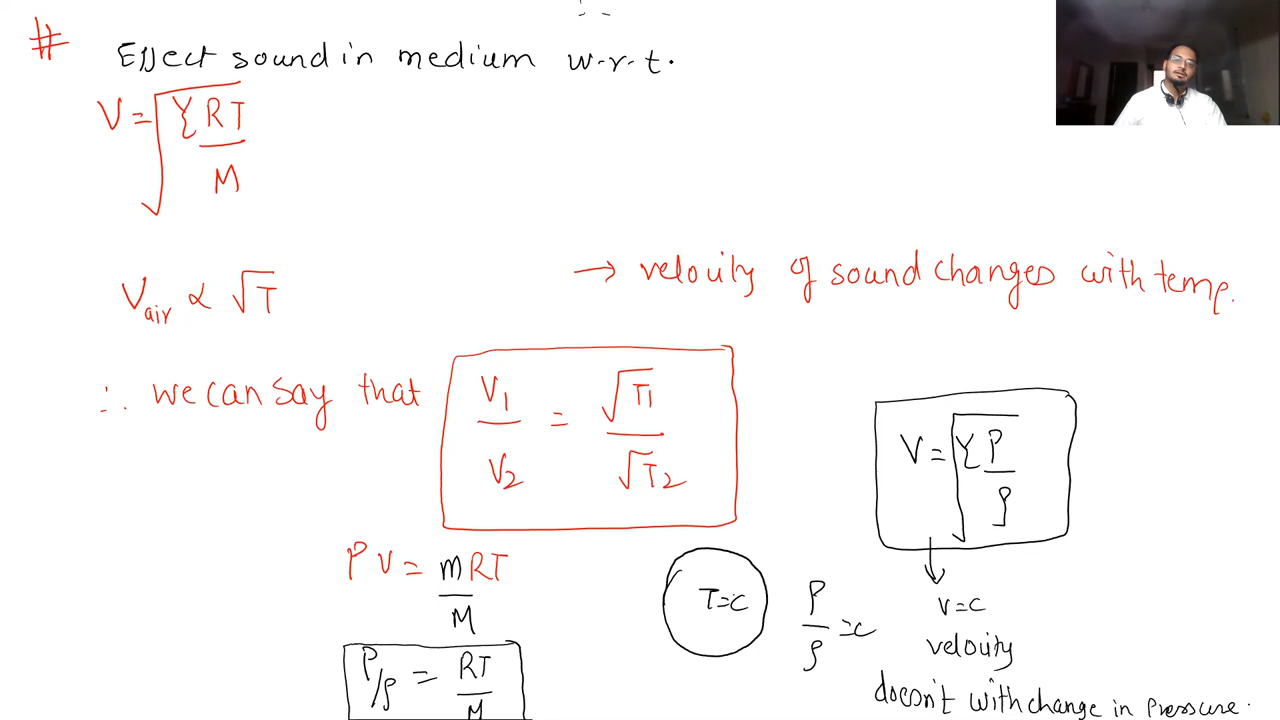 # Effect sound in medium w.r.t.
V = √(γRT/M)
V_air ∝ √T
→ velocity of sound changes with temp.
∴ we can say that V₁/V₂ = √T₁/√T₂
V = √(γP/ρ)
PV = m/M RT
P/ρ = RT/M
T=c
P/ρ = c
v=c
velocity
doesn't with change in pressure.